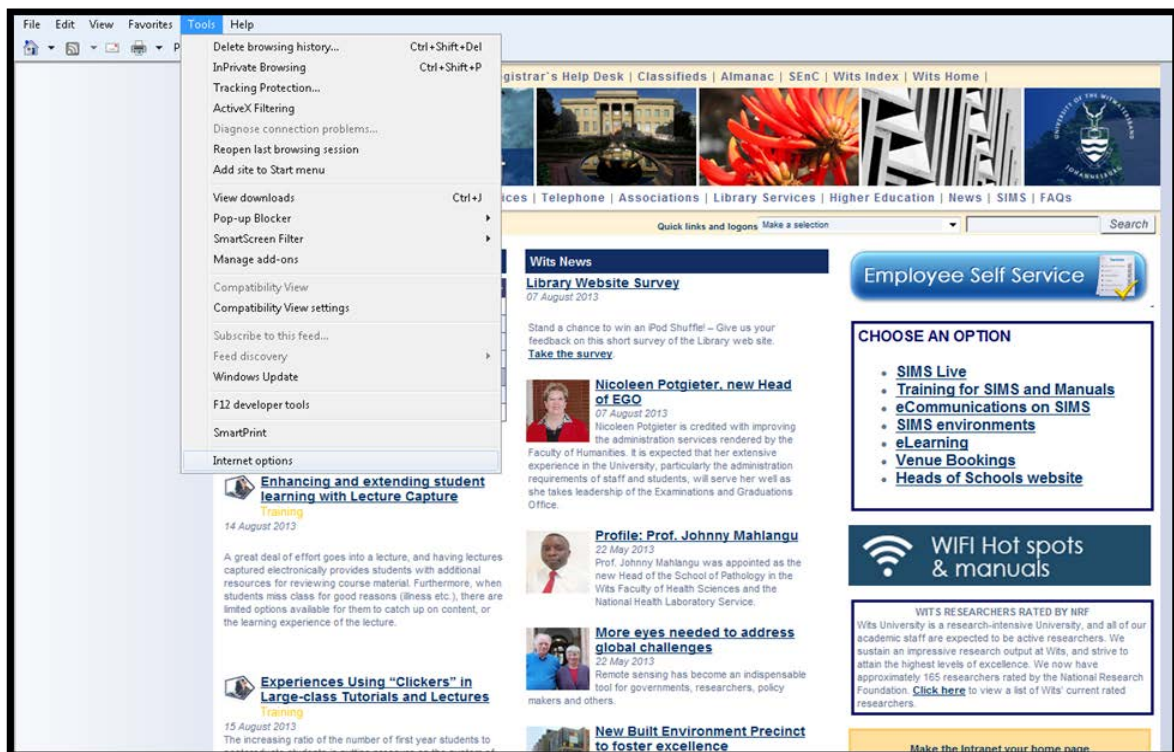 File Edit View Favorites Tools Help
P
Delete browsing history... Ctrl+Shift+Del
InPrivate Browsing Ctrl+Shift+P
Tracking Protection...
ActiveX Filtering
Diagnose connection problems...
Reopen last browsing session
Add site to Start menu
View downloads Ctrl+J
Pop-up Blocker
SmartScreen Filter
Manage add-ons
Compatibility View
Compatibility View settings
Subscribe to this feed...
Feed discovery
Windows Update
F12 developer tools
SmartPrint
Internet options
gistrar`s Help Desk | Classifieds | Almanac | SEnC | Wits Index | Wits Home |
UNIVERSITY OF THE WITWATERSRAND
JOHANNESBURG
ices | Telephone | Associations | Library Services | Higher Education | News | SIMS | FAQs
Quick links and logons Make a selection Search
Enhancing and extending student
learning with Lecture Capture
Training
14 August 2013
A great deal of effort goes into a lecture, and having lectures
captured electronically provides students with additional
resources for reviewing course material. Furthermore, when
students miss class for good reasons (illness etc.), there are
limited options available for them to catch up on content, or
the learning experience of the lecture.
Experiences Using “Clickers” in
Large-class Tutorials and Lectures
Training
15 August 2013
The increasing ratio of the number of first year students to
Wits News
Library Website Survey
07 August 2013
Stand a chance to win an iPod Shuffle! – Give us your
feedback on this short survey of the Library web site.
Take the survey.
Nicoleen Potgieter, new Head
of EGO
07 August 2013
Nicoleen Potgieter is credited with improving
the administration services rendered by the
Faculty of Humanities. It is expected that her extensive
experience in the University, particularly the administration
requirements of staff and students, will serve her well as
she takes leadership of the Examinations and Graduations
Office.
Profile: Prof. Johnny Mahlangu
22 May 2013
Prof. Johnny Mahlangu was appointed as the
new Head of the School of Pathology in the
Wits Faculty of Health Sciences and the
National Health Laboratory Service.
More eyes needed to address
global challenges
22 May 2013
Remote sensing has become an indispensable
tool for governments, researchers, policy
makers and others.
New Built Environment Precinct
to foster excellence
Employee Self Service
CHOOSE AN OPTION
SIMS Live
Training for SIMS and Manuals
eCommunications on SIMS
SIMS environments
eLearning
Venue Bookings
Heads of Schools website
WIFI Hot spots
& manuals
WITS RESEARCHERS RATED BY NRF
Wits University is a research-intensive University, and all of our
academic staff are expected to be active researchers. We
sustain an impressive research output at Wits, and strive to
attain the highest levels of excellence. We now have
approximately 165 researchers rated by the National Research
Foundation. Click here to view a list of Wits' current rated
researchers.
Make the Intranet your home page